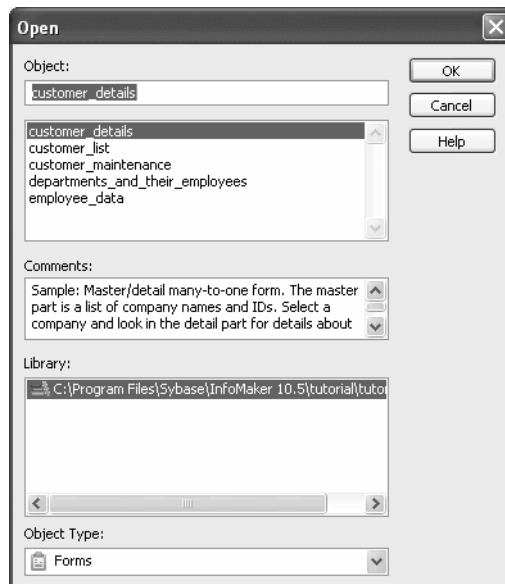 Open
Object:
customer_details
OK
customer_details
customer_list
customer_maintenance
departments_and_their_employees
employee_data
Cancel
Help
Comments:
Sample: Master/detail many-to-one form. The master
part is a list of company names and IDs. Select a
company and look in the detail part for details about
Library:
C:\Program Files\Sybase\InfoMaker 10.5\tutorial\tutor
Object Type:
Forms